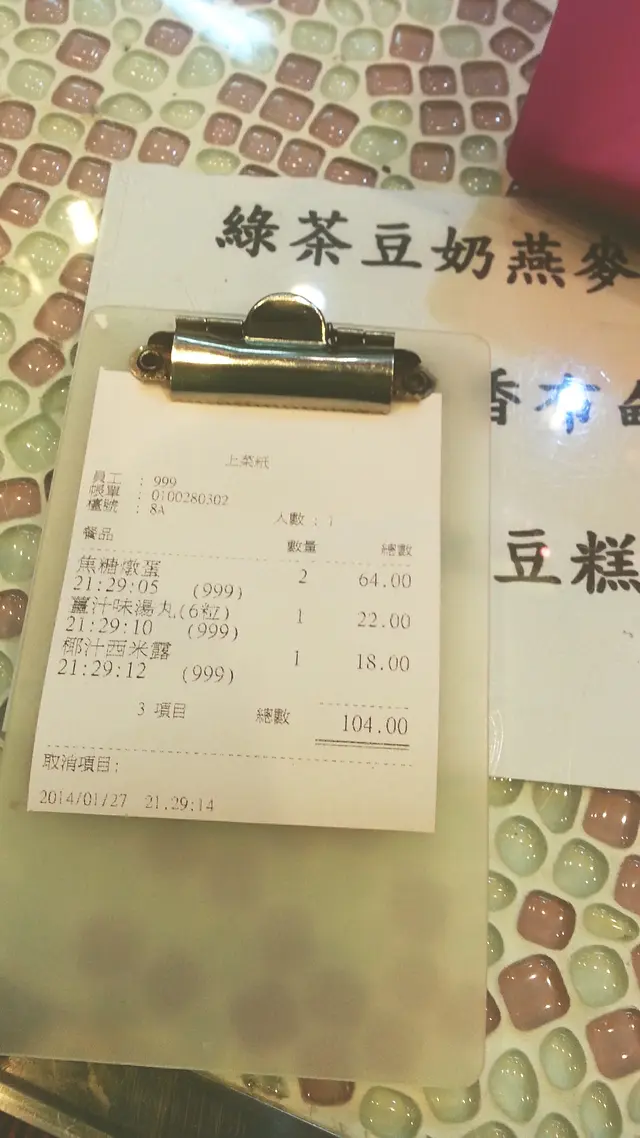 綠茶豆奶燕麥
香布
豆糕
上菜紙
員工 : 999
帳單 : 0100280302
檯號 : 8A
人數 : 1
餐品 數量 總數
焦糖燉蛋 2 64.00
21:29:05 (999)
薑汁味湯丸(6粒) 1 22.00
21:29:10 (999)
椰汁西米露 1 18.00
21:29:12 (999)
3 項目 總數 104.00
取消項目:
2014/01/27 21:29:14